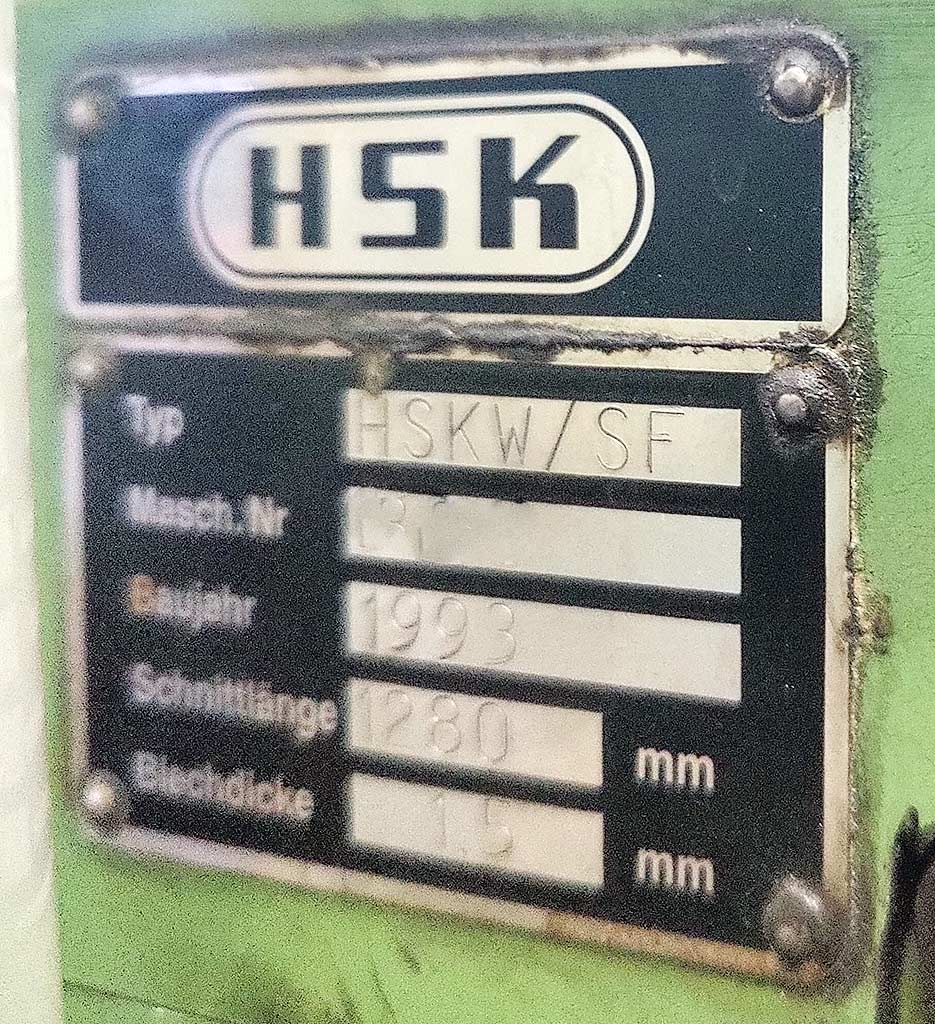 HSK
Typ HSKW/SF
Masch.Nr
Baujahr 1993
Schnittlänge 1280 mm
Blechdicke 1,5 mm